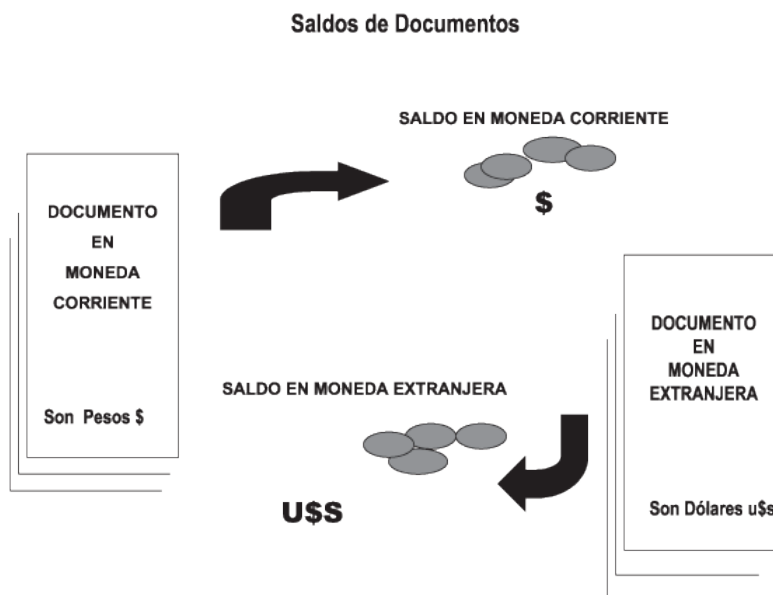 Saldos de Documentos
SALDO EN MONEDA CORRIENTE
$
DOCUMENTO
EN
MONEDA
CORRIENTE
Son Pesos $
DOCUMENTO
EN
MONEDA
EXTRANJERA
Son Dólares u$s
SALDO EN MONEDA EXTRANJERA
U$S